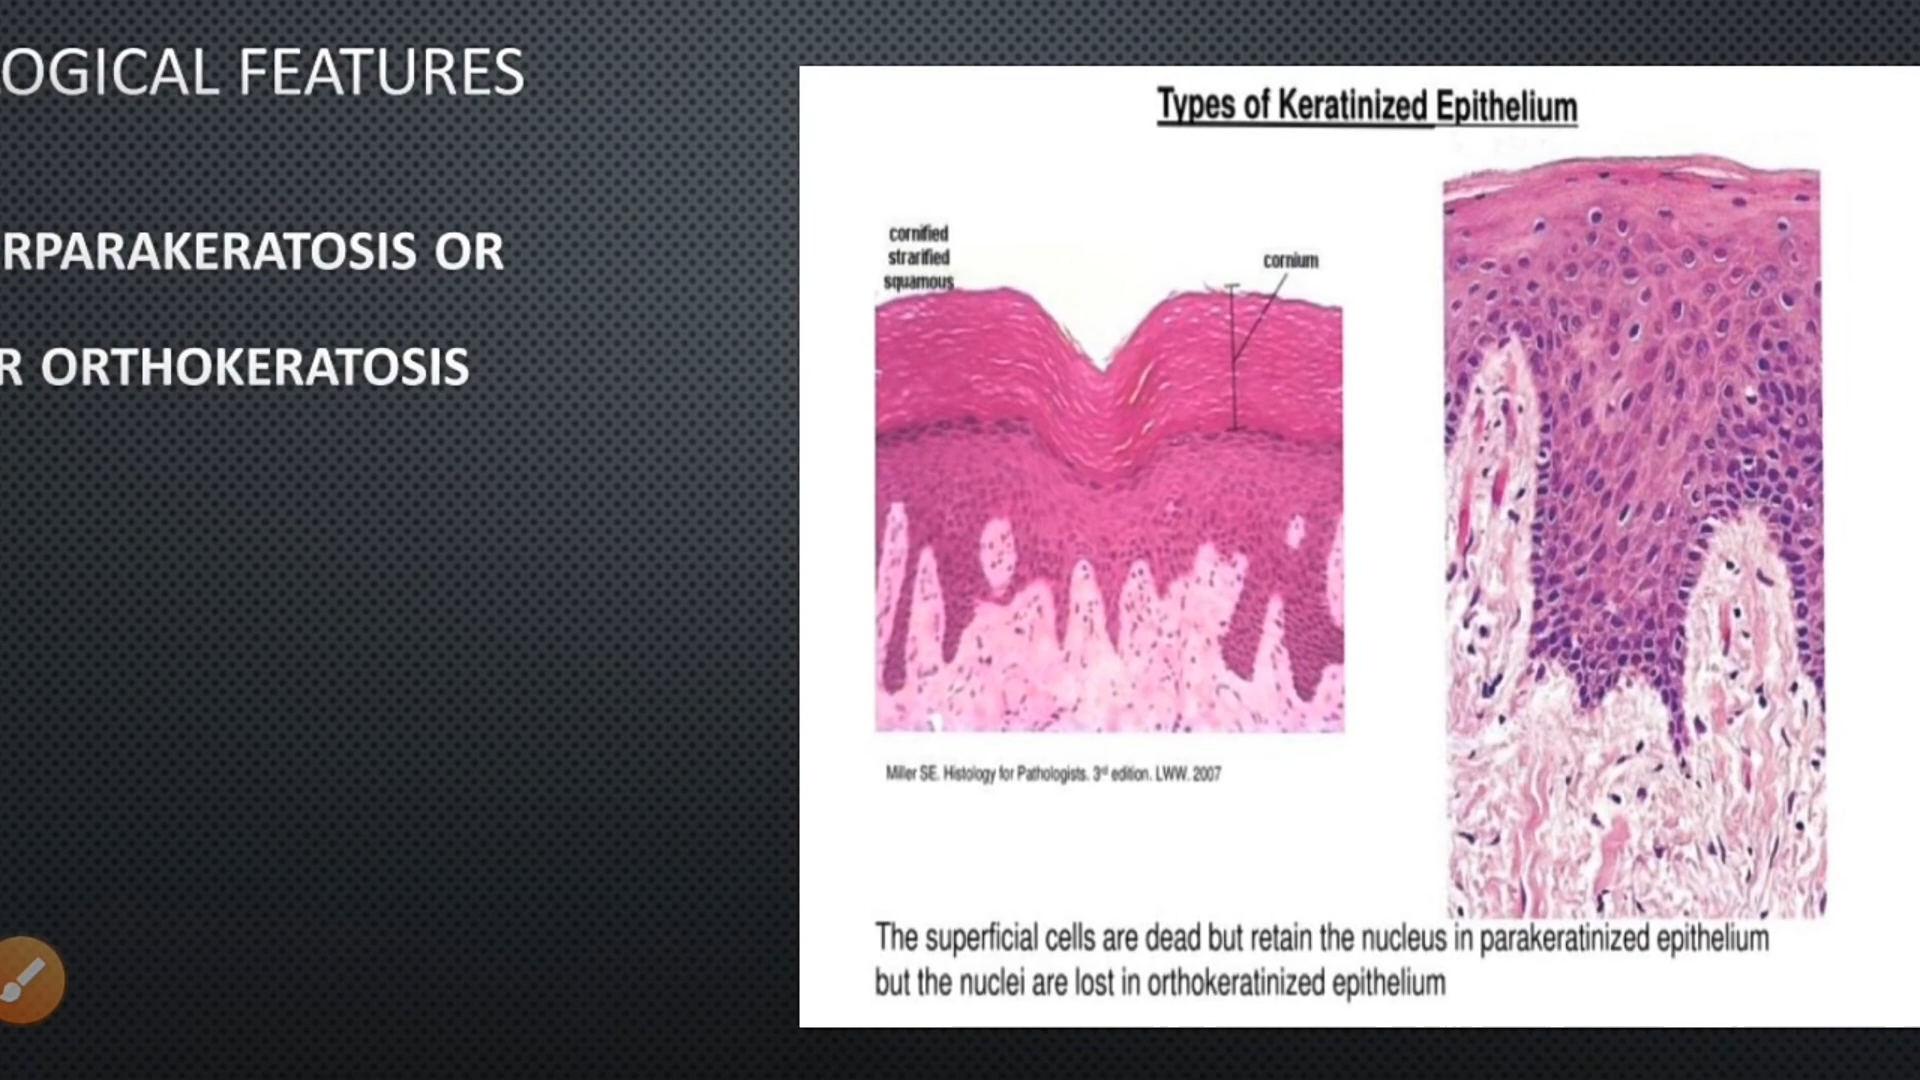 OGICAL FEATURES
RPARAKERATOSIS OR
R ORTHOKERATOSIS
Types of Keratinized Epithelium
cornified
strarified
squamous
cornium
Miller SE. Histology for Pathologists. 3rd edition. LWW. 2007
The superficial cells are dead but retain the nucleus in parakeratinized epithelium
but the nuclei are lost in orthokeratinized epithelium